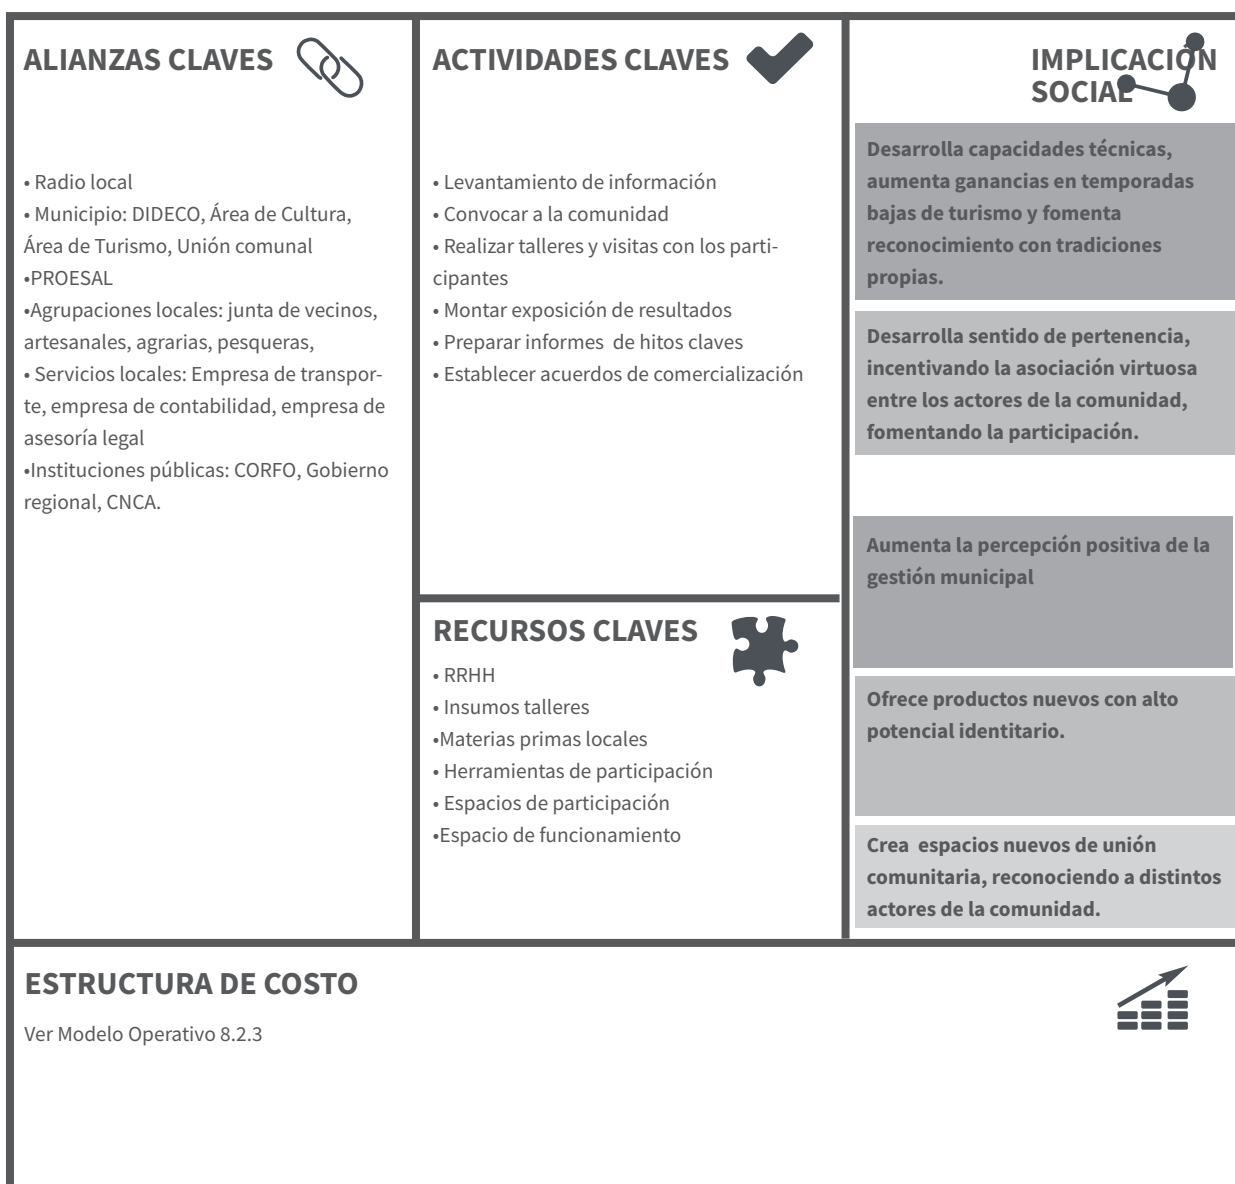 ALIANZAS CLAVES
• Radio local
• Municipio: DIDECO, Área de Cultura,
Área de Turismo, Unión comunal
•PROESAL
•Agrupaciones locales: junta de vecinos,
artesanales, agrarias, pesqueras,
• Servicios locales: Empresa de transpor-
te, empresa de contabilidad, empresa de
asesoría legal
•Instituciones públicas: CORFO, Gobierno
regional, CNCA.
ACTIVIDADES CLAVES
• Levantamiento de información
• Convocar a la comunidad
• Realizar talleres y visitas con los parti-
cipantes
• Montar exposición de resultados
• Preparar informes  de hitos claves
• Establecer acuerdos de comercialización
RECURSOS CLAVES
• RRHH
• Insumos talleres
•Materias primas locales
• Herramientas de participación
• Espacios de participación
•Espacio de funcionamiento
IMPLICACIÓN
SOCIAL
Desarrolla capacidades técnicas,
aumenta ganancias en temporadas
bajas de turismo y fomenta
reconocimiento con tradiciones
propias.
Desarrolla sentido de pertenencia,
incentivando la asociación virtuosa
entre los actores de la comunidad,
fomentando la participación.
Aumenta la percepción positiva de la
gestión municipal
Ofrece productos nuevos con alto
potencial identitario.
Crea  espacios nuevos de unión
comunitaria, reconociendo a distintos
actores de la comunidad.
ESTRUCTURA DE COSTO
Ver Modelo Operativo 8.2.3